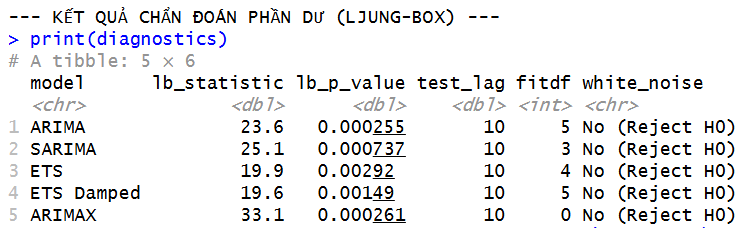 --- KẾT QUẢ CHẨN ĐOÁN PHẦN DƯ (LJUNG-BOX) ---
> print(diagnostics)
# A tibble: 5 × 6
model lb_statistic lb_p_value test_lag fitdf white_noise
<chr> <dbl> <dbl> <dbl> <int> <chr>
1 ARIMA 23.6 0.000255 10 5 No (Reject H0)
2 SARIMA 25.1 0.000737 10 3 No (Reject H0)
3 ETS 19.9 0.00292 10 4 No (Reject H0)
4 ETS Damped 19.6 0.00149 10 5 No (Reject H0)
5 ARIMAX 33.1 0.000261 10 0 No (Reject H0)